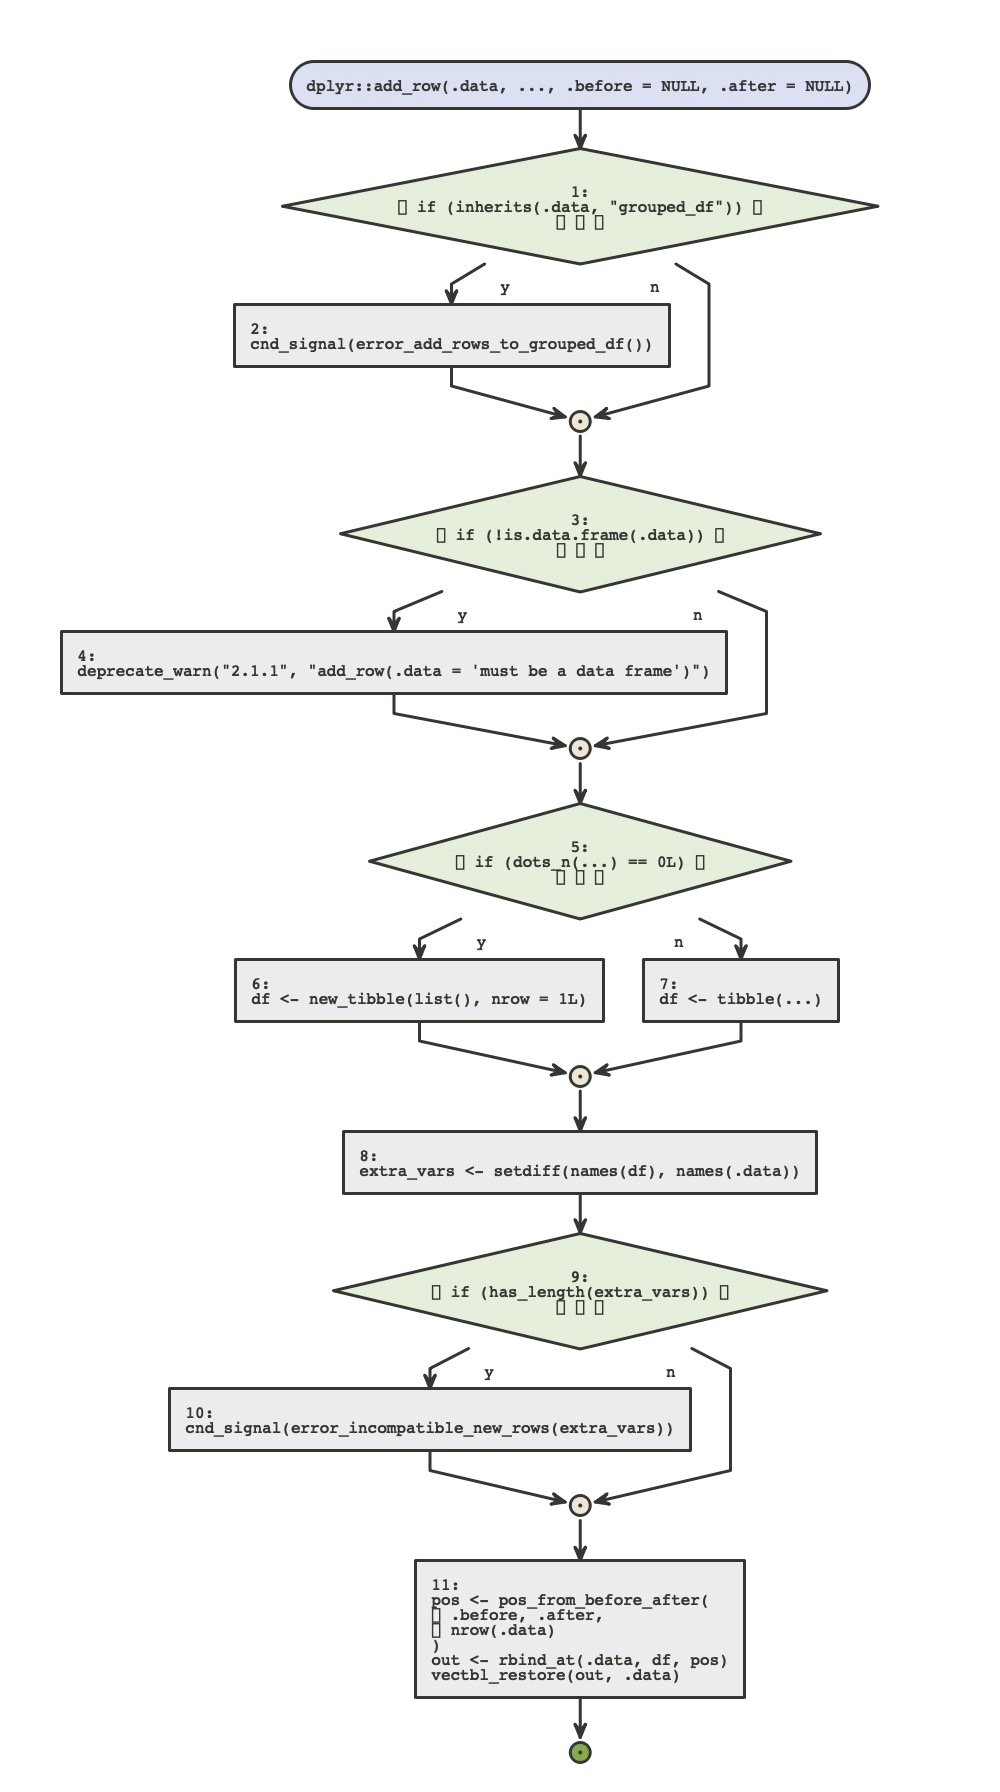 dplyr::add_row(.data, ..., .before = NULL, .after = NULL)
1:
▯ if (inherits(.data, "grouped_df")) ▯
▯ ▯ ▯
y
n
2:
cnd_signal(error_add_rows_to_grouped_df())
3:
▯ if (!is.data.frame(.data)) ▯
▯ ▯ ▯
y
n
4:
deprecate_warn("2.1.1", "add_row(.data = 'must be a data frame')")
5:
▯ if (dots_n(...) == 0L) ▯
▯ ▯ ▯
y
n
6:
df <- new_tibble(list(), nrow = 1L)
7:
df <- tibble(...)
8:
extra_vars <- setdiff(names(df), names(.data))
9:
▯ if (has_length(extra_vars)) ▯
▯ ▯ ▯
y
n
10:
cnd_signal(error_incompatible_new_rows(extra_vars))
11:
pos <- pos_from_before_after(
▯ .before, .after,
▯ nrow(.data)
)
out <- rbind_at(.data, df, pos)
vectbl_restore(out, .data)